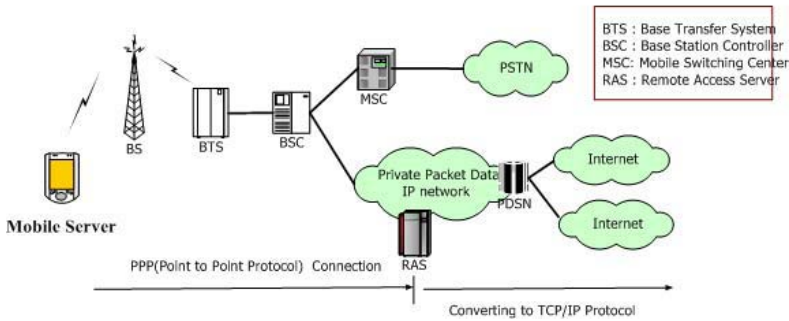 BTS : Base Transfer System
BSC : Base Station Controller
MSC: Mobile Switching Center
RAS : Remote Access Server
PSTN
MSC
BS
BTS
BSC
Internet
Private Packet Data
IP network
PDSN
Internet
Mobile Server
RAS
PPP(Point to Point Protocol) Connection
Converting to TCP/IP Protocol